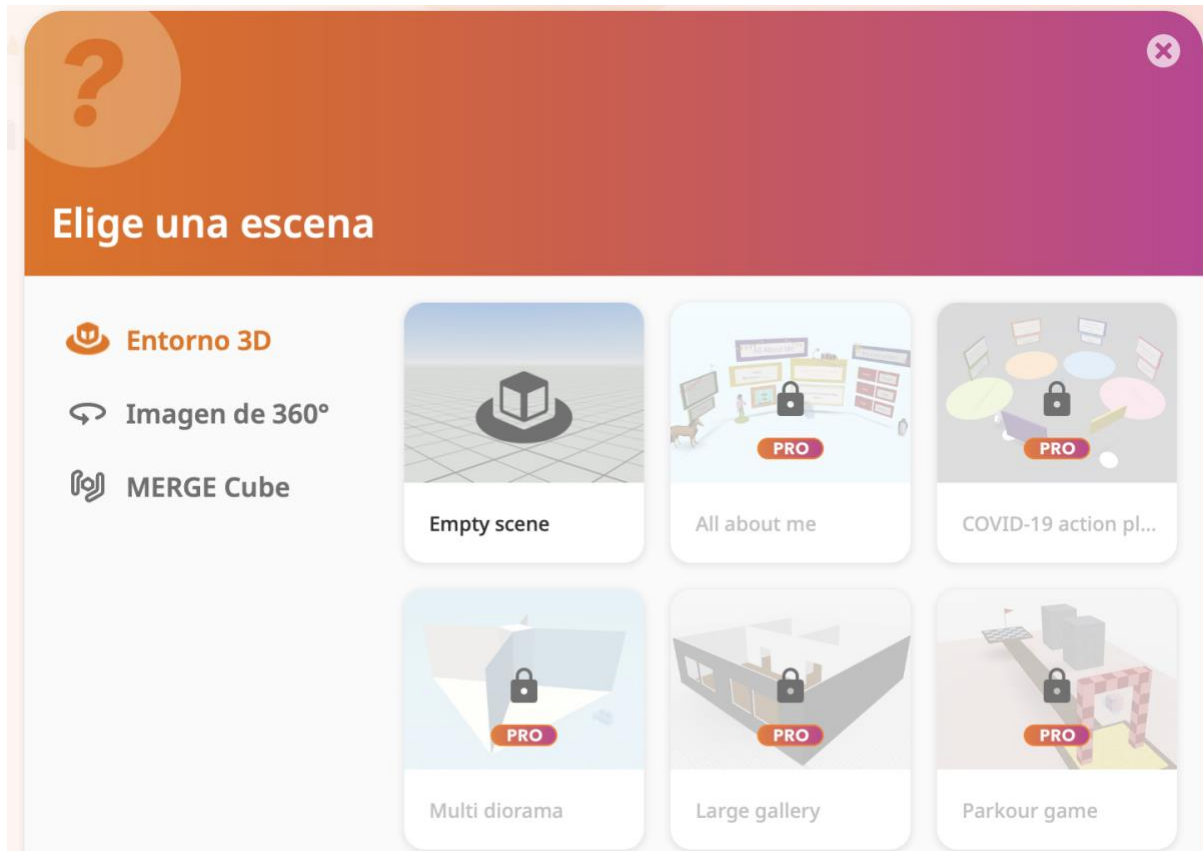 ?
Elige una escena
Entorno 3D
Imagen de 360°
MERGE Cube
Empty scene
PRO
All about me
PRO
COVID-19 action pl...
PRO
Multi diorama
PRO
Large gallery
PRO
Parkour game